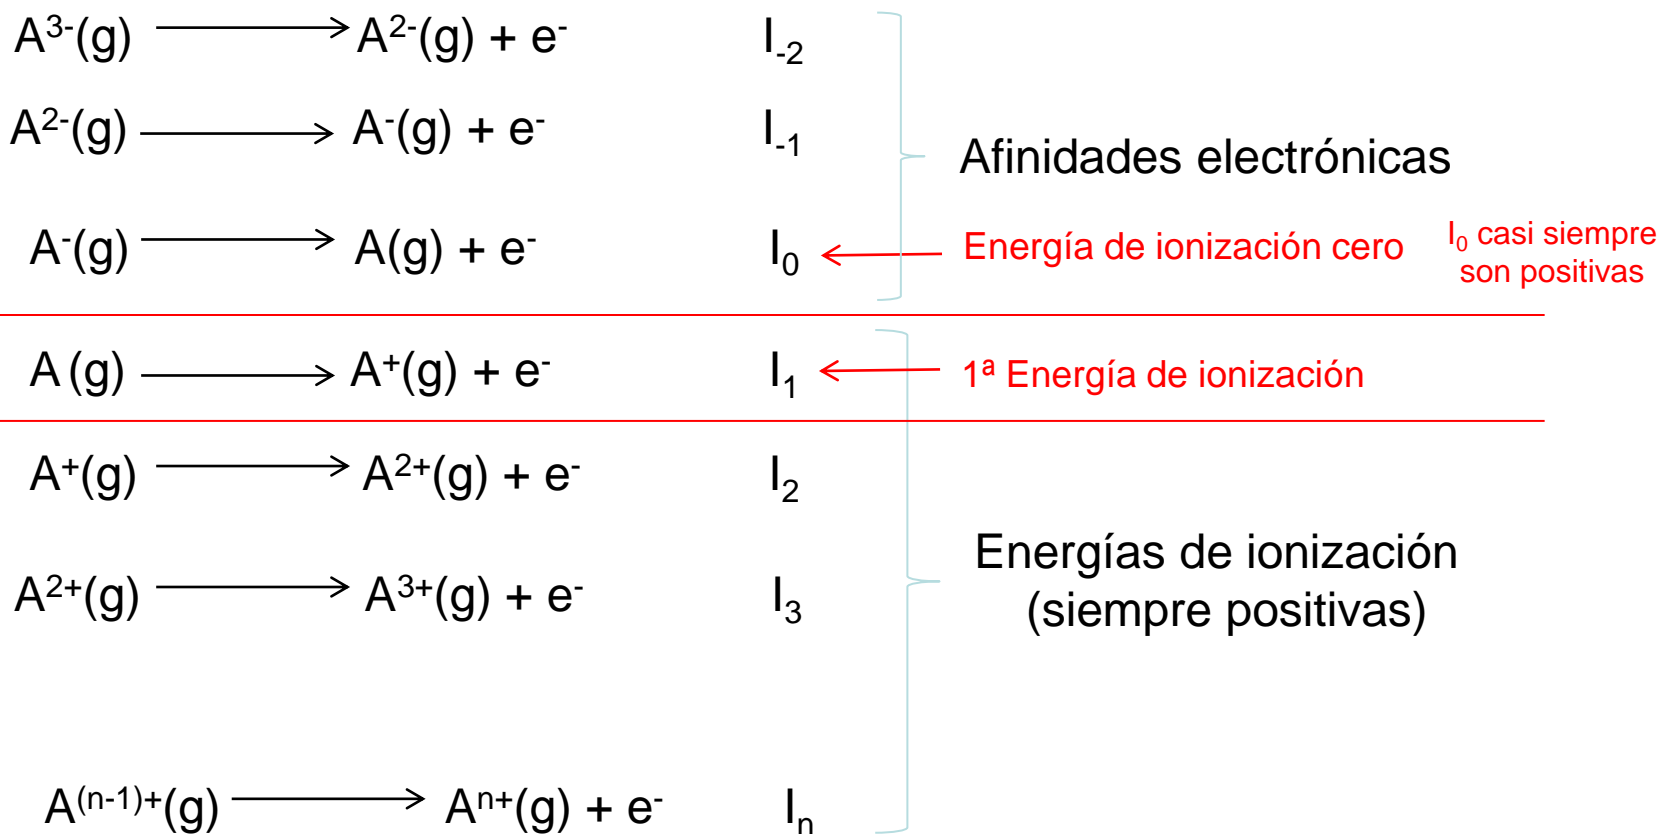 A³⁻(g) ⟶ A²⁻(g) + e⁻ I₋₂
A²⁻(g) ⟶ A⁻(g) + e⁻ I₋₁
Afinidades electrónicas
A⁻(g) ⟶ A(g) + e⁻ I₀ ← Energía de ionización cero
I₀ casi siempre
son positivas
A (g) ⟶ A⁺(g) + e⁻ I₁ ← 1ª Energía de ionización
A⁺(g) ⟶ A²⁺(g) + e⁻ I₂
Energías de ionización
(siempre positivas)
A²⁺(g) ⟶ A³⁺(g) + e⁻ I₃
A⁽ⁿ⁻¹⁾⁺(g) ⟶ Aⁿ⁺(g) + e⁻ Iₙ